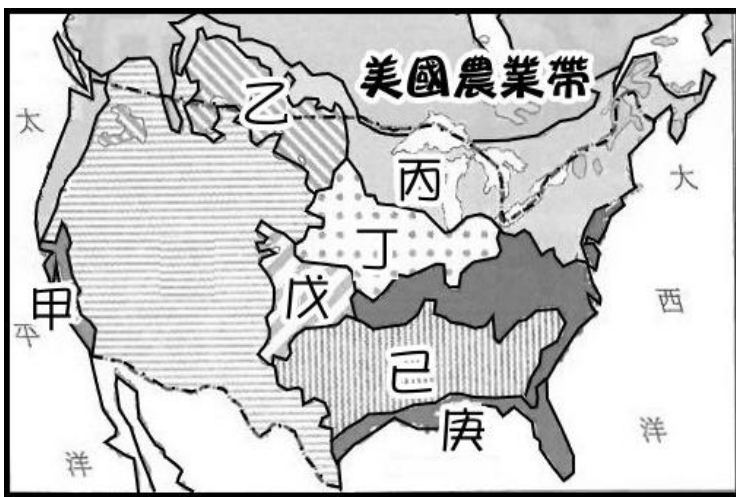 美國農業帶
太
平
洋
大
西
洋
甲
乙
丙
丁
戊
己
庚